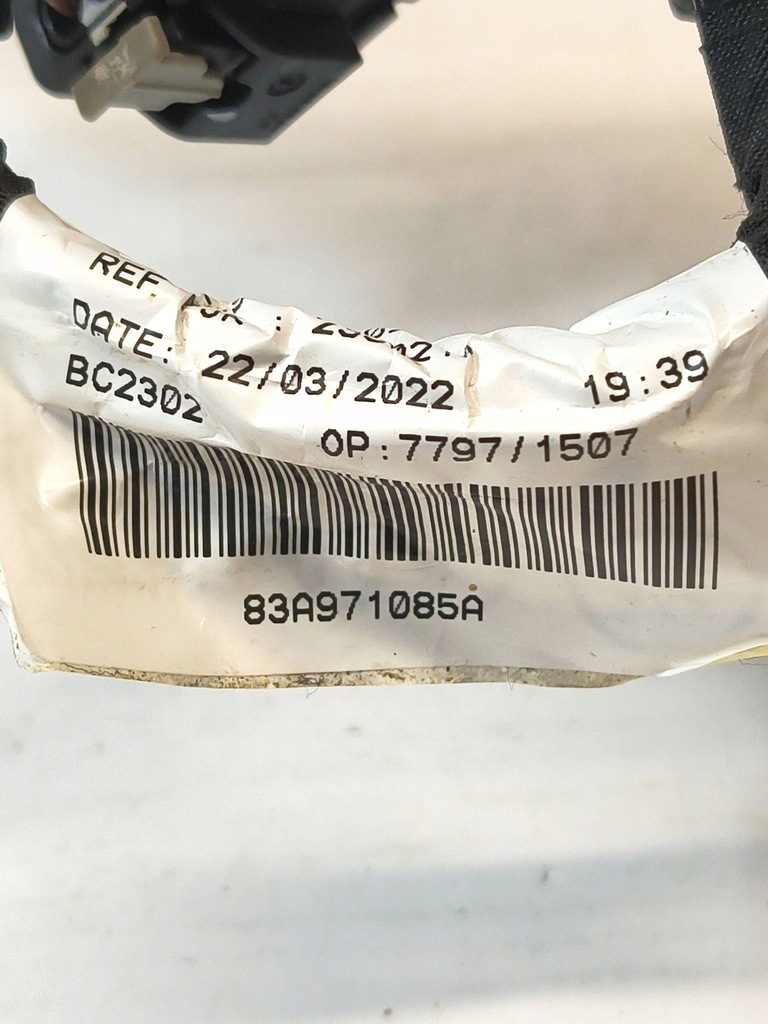 REF
DATE: 22/03/2022 19:39
BC2302 OP:7797/1507
83A971085A